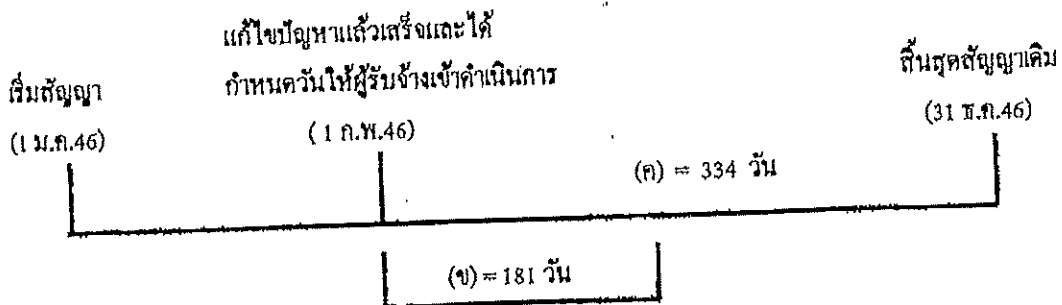 แก้ไขปัญหาแล้วเสร็จและได้
กำหนดวันให้ผู้รับจ้างเข้าดำเนินการ
(1 ก.พ.46)
เริ่มสัญญา
(1 ม.ค.46)
สิ้นสุดสัญญาเดิม
(31 ธ.ค.46)
(ค) = 334 วัน
(ข) = 181 วัน